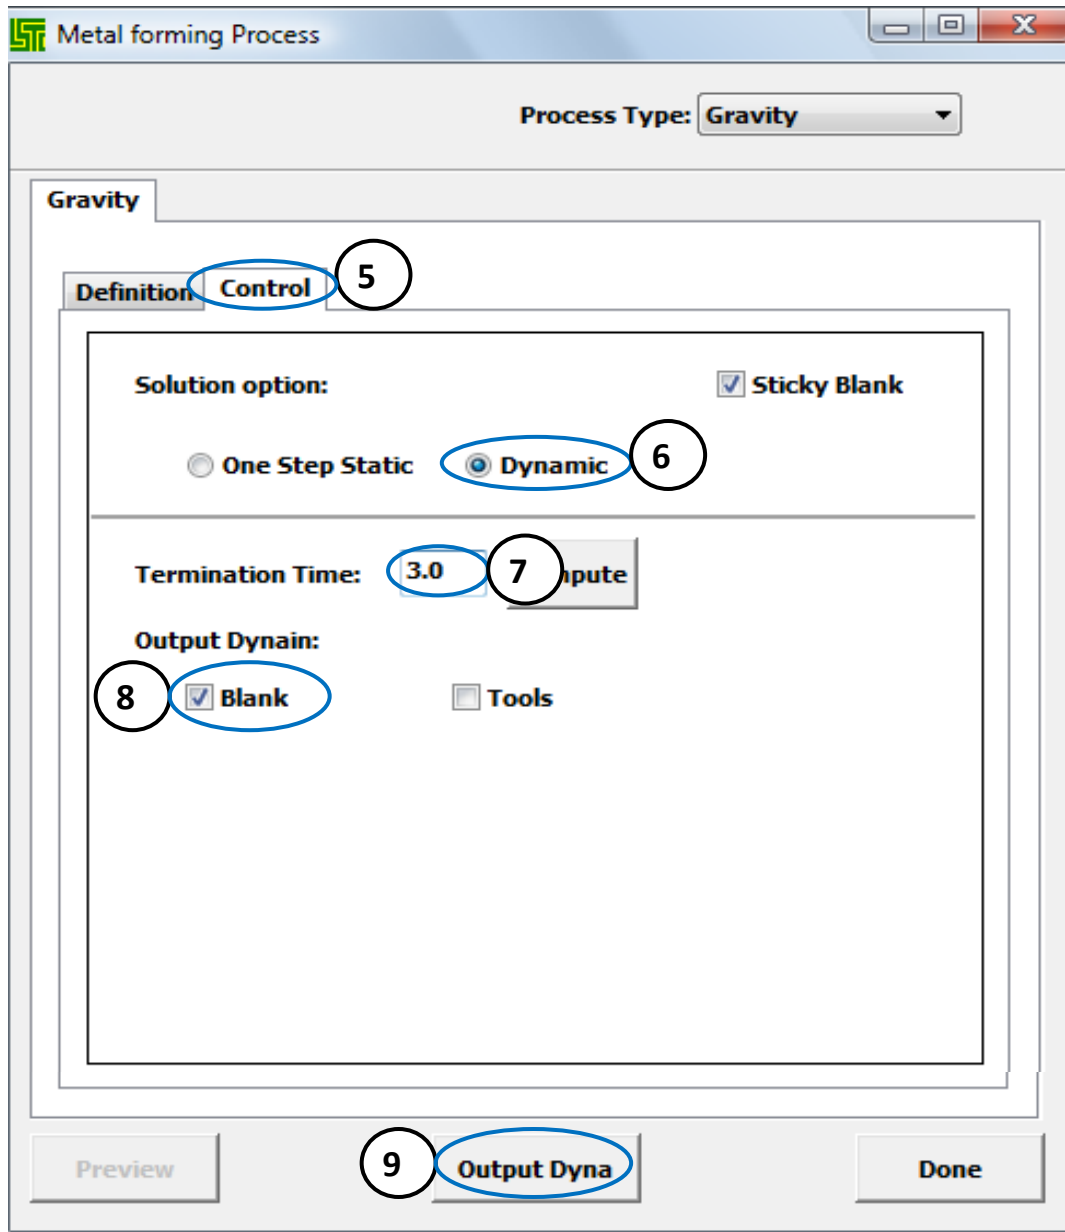 Metal forming Process
Process Type: Gravity
Gravity
Definition Control 5
Solution option: Sticky Blank
One Step Static Dynamic 6
Termination Time: 3.0 7 mpute
Output Dynain:
8 Blank Tools
Preview 9 Output Dyna Done